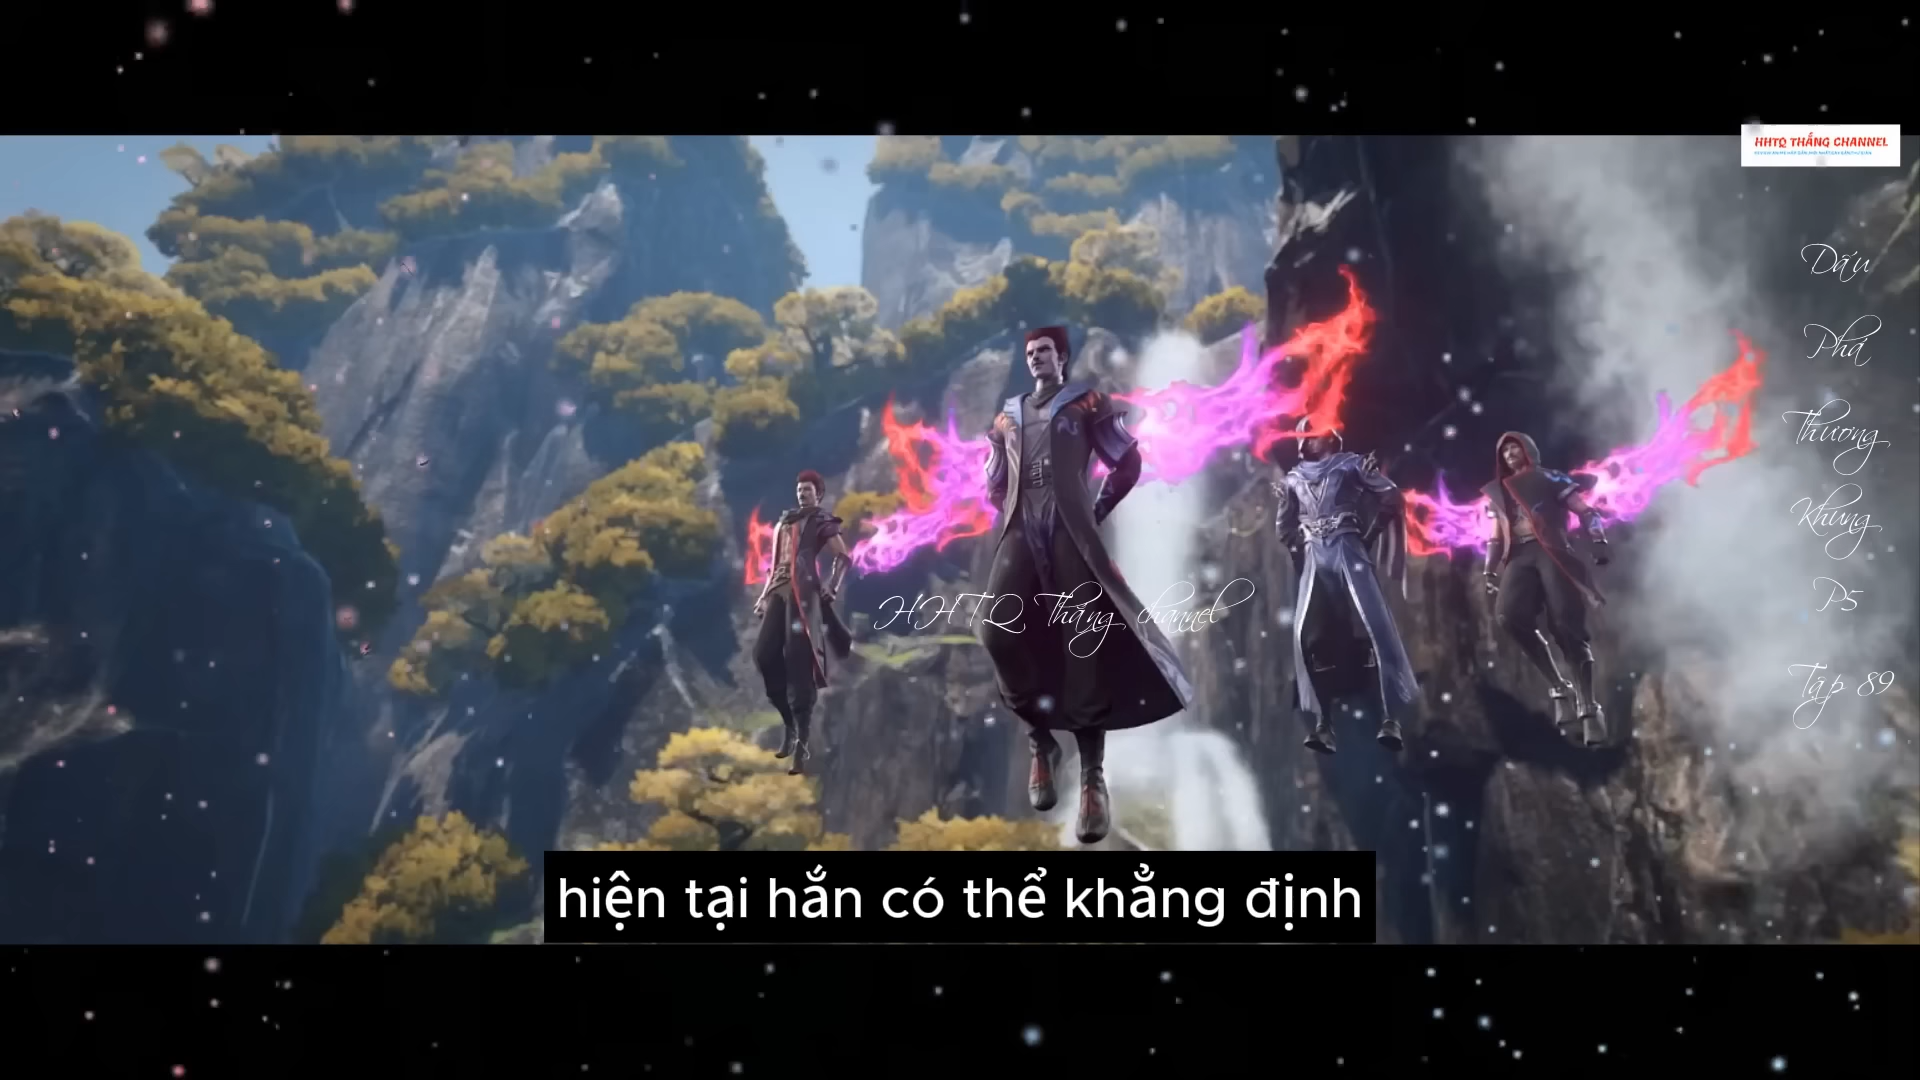 HHTQ THẮNG CHANNEL
Dấu
Phá
Thương
Khung
P5
Tập 89
HHTQ Thắng channel
hiện tại hắn có thể khẳng định